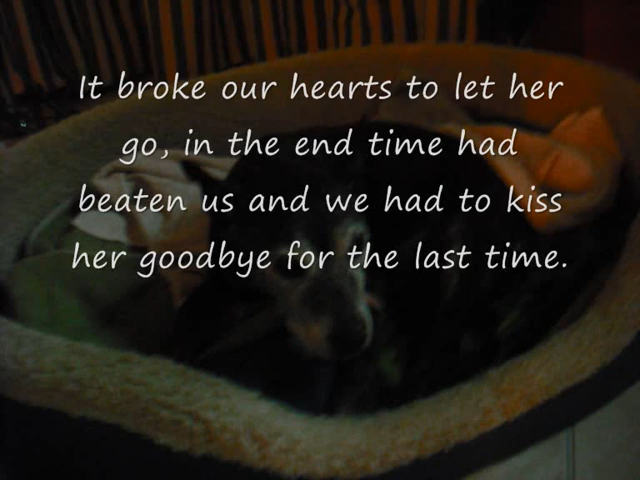 It broke our hearts to let her
go, in the end time had
beaten us and we had to kiss
her goodbye for the last time.